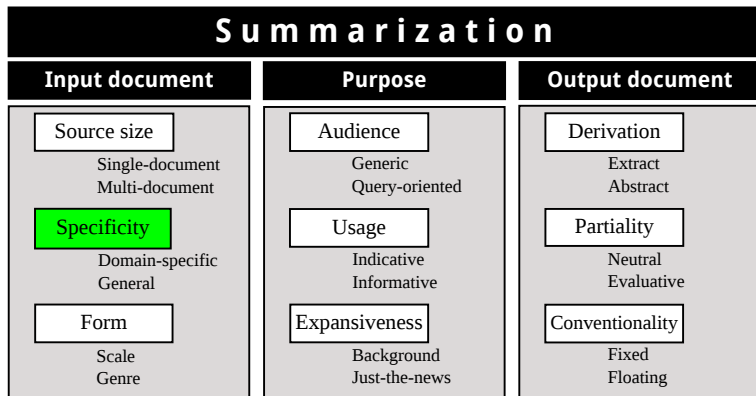 Summarization
Input document
Source size
Single-document
Multi-document
Specificity
Domain-specific
General
Form
Scale
Genre
Purpose
Audience
Generic
Query-oriented
Usage
Indicative
Informative
Expansiveness
Background
Just-the-news
Output document
Derivation
Extract
Abstract
Partiality
Neutral
Evaluative
Conventionality
Fixed
Floating